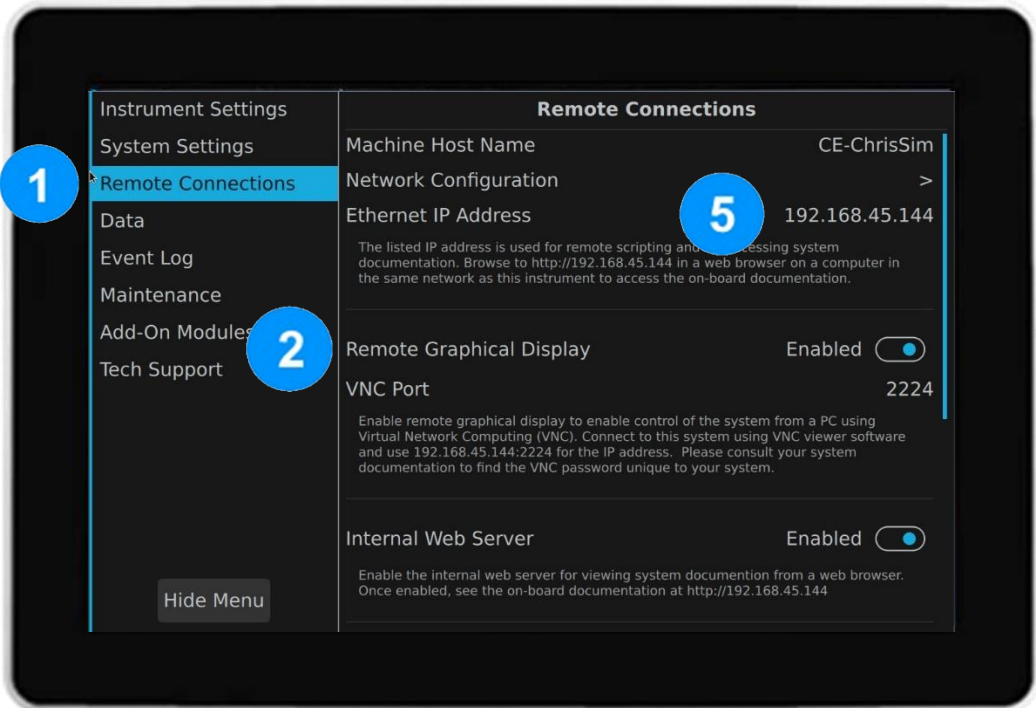 Instrument Settings
System Settings
Remote Connections
Data
Event Log
Maintenance
Add-On Modules
Tech Support
Hide Menu
1
2
5
Remote Connections
Machine Host Name CE-ChrisSim
Network Configuration >
Ethernet IP Address 192.168.45.144
The listed IP address is used for remote scripting and system
documentation. Browse to http://192.168.45.144 in a web browser on a computer in
the same network as this instrument to access the on-board documentation.
Remote Graphical Display Enabled
VNC Port 2224
Enable remote graphical display to enable control of the system from a PC using
Virtual Network Computing (VNC). Connect to this system using VNC viewer software
and use 192.168.45.144:2224 for the IP address. Please consult your system
documentation to find the VNC password unique to your system.
Internal Web Server Enabled
Enable the internal web server for viewing system documention from a web browser.
Once enabled, see the on-board documentation at http://192.168.45.144